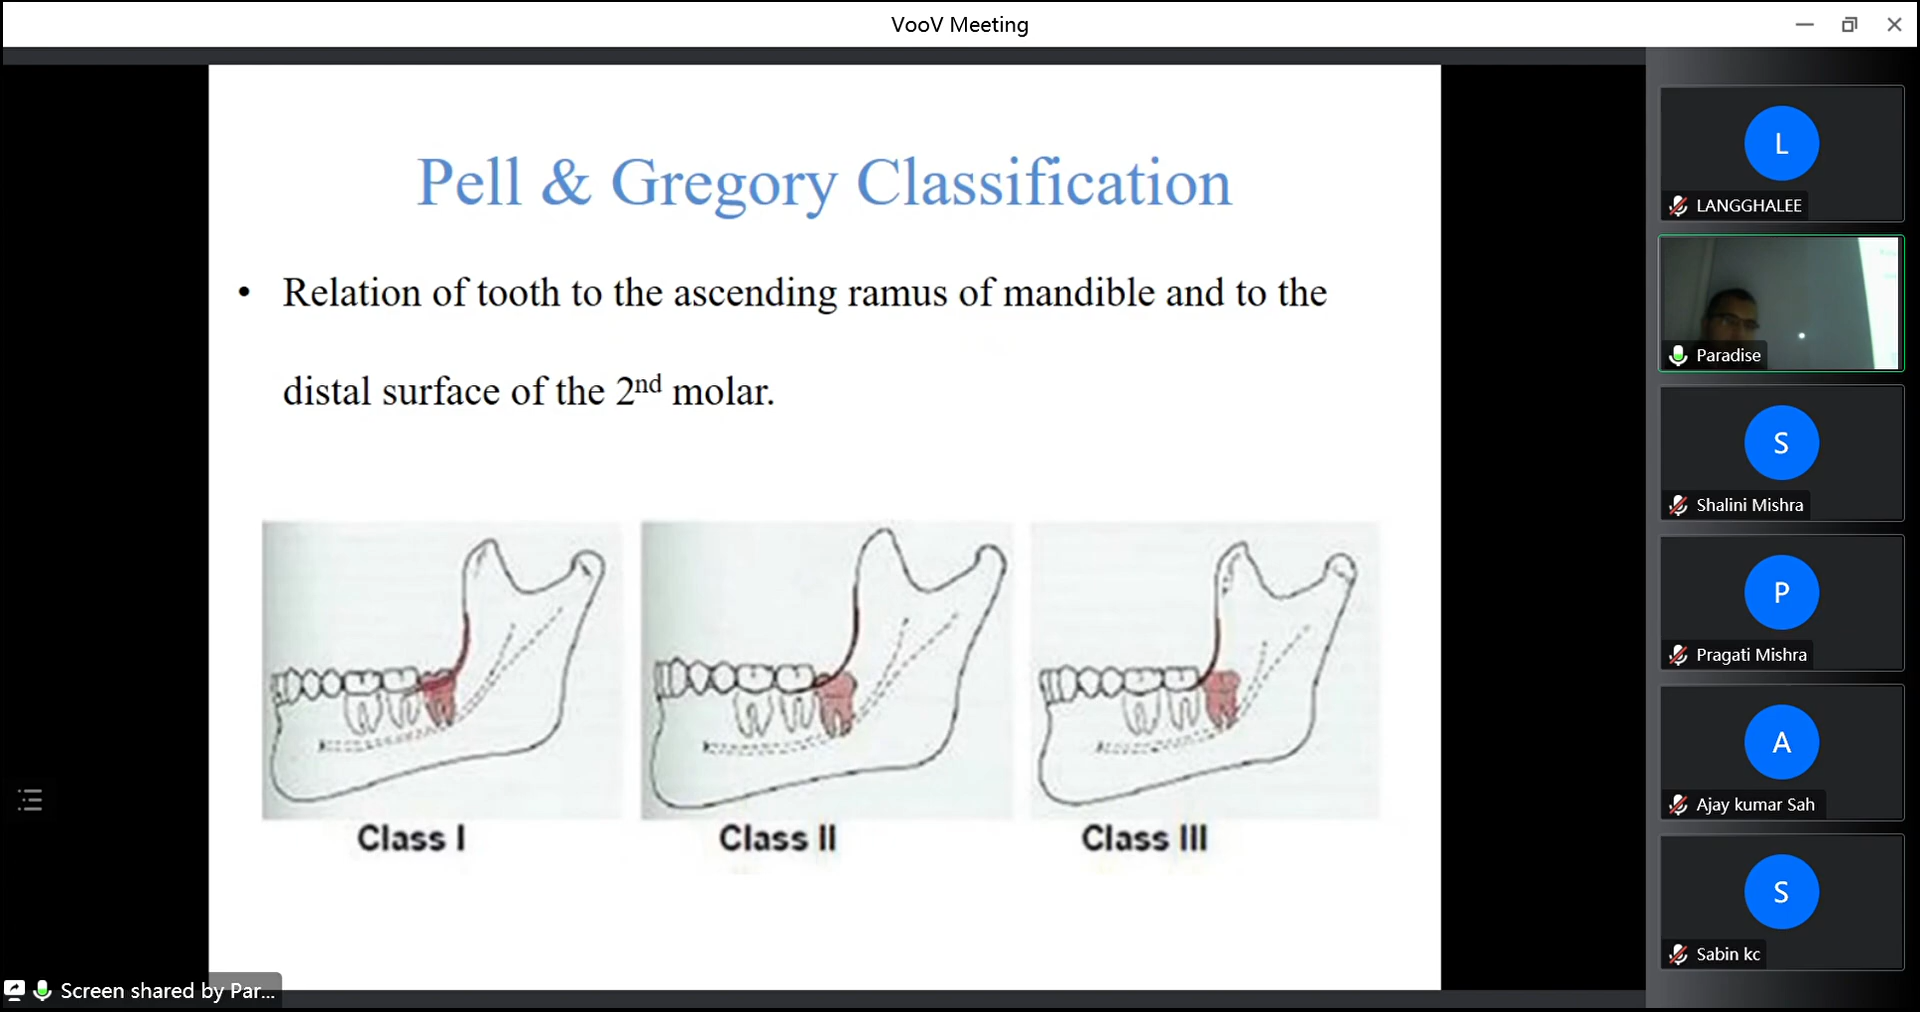 VooV Meeting
Pell & Gregory Classification
• Relation of tooth to the ascending ramus of mandible and to the
distal surface of the 2nd molar.
Class I
Class II
Class III
L
LANGGHALEE
Paradise
S
Shalini Mishra
P
Pragati Mishra
A
Ajay kumar Sah
S
Sabin kc
Screen shared by Par...